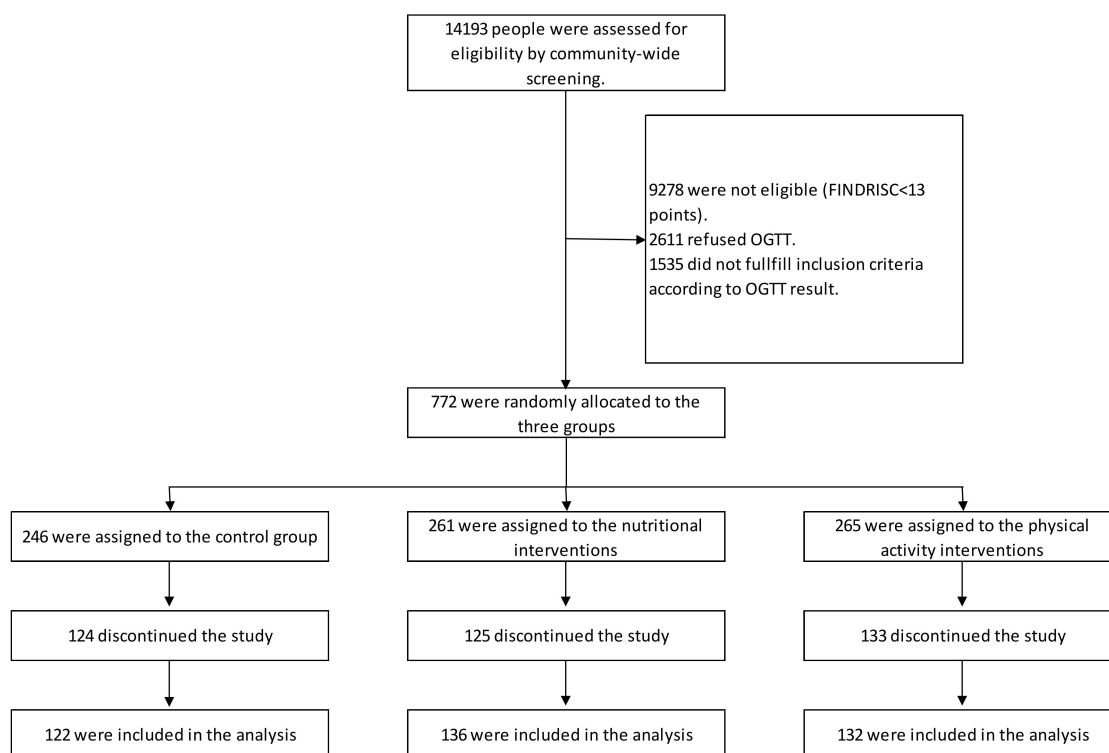 14193 people were assessed for
eligibility by community-wide
screening.
9278 were not eligible (FINDRISC<13
points).
2611 refused OGTT.
1535 did not fullfill inclusion criteria
according to OGTT result.
772 were randomly allocated to the
three groups
246 were assigned to the control group
261 were assigned to the nutritional
interventions
265 were assigned to the physical
activity interventions
124 discontinued the study
125 discontinued the study
133 discontinued the study
122 were included in the analysis
136 were included in the analysis
132 were included in the analysis